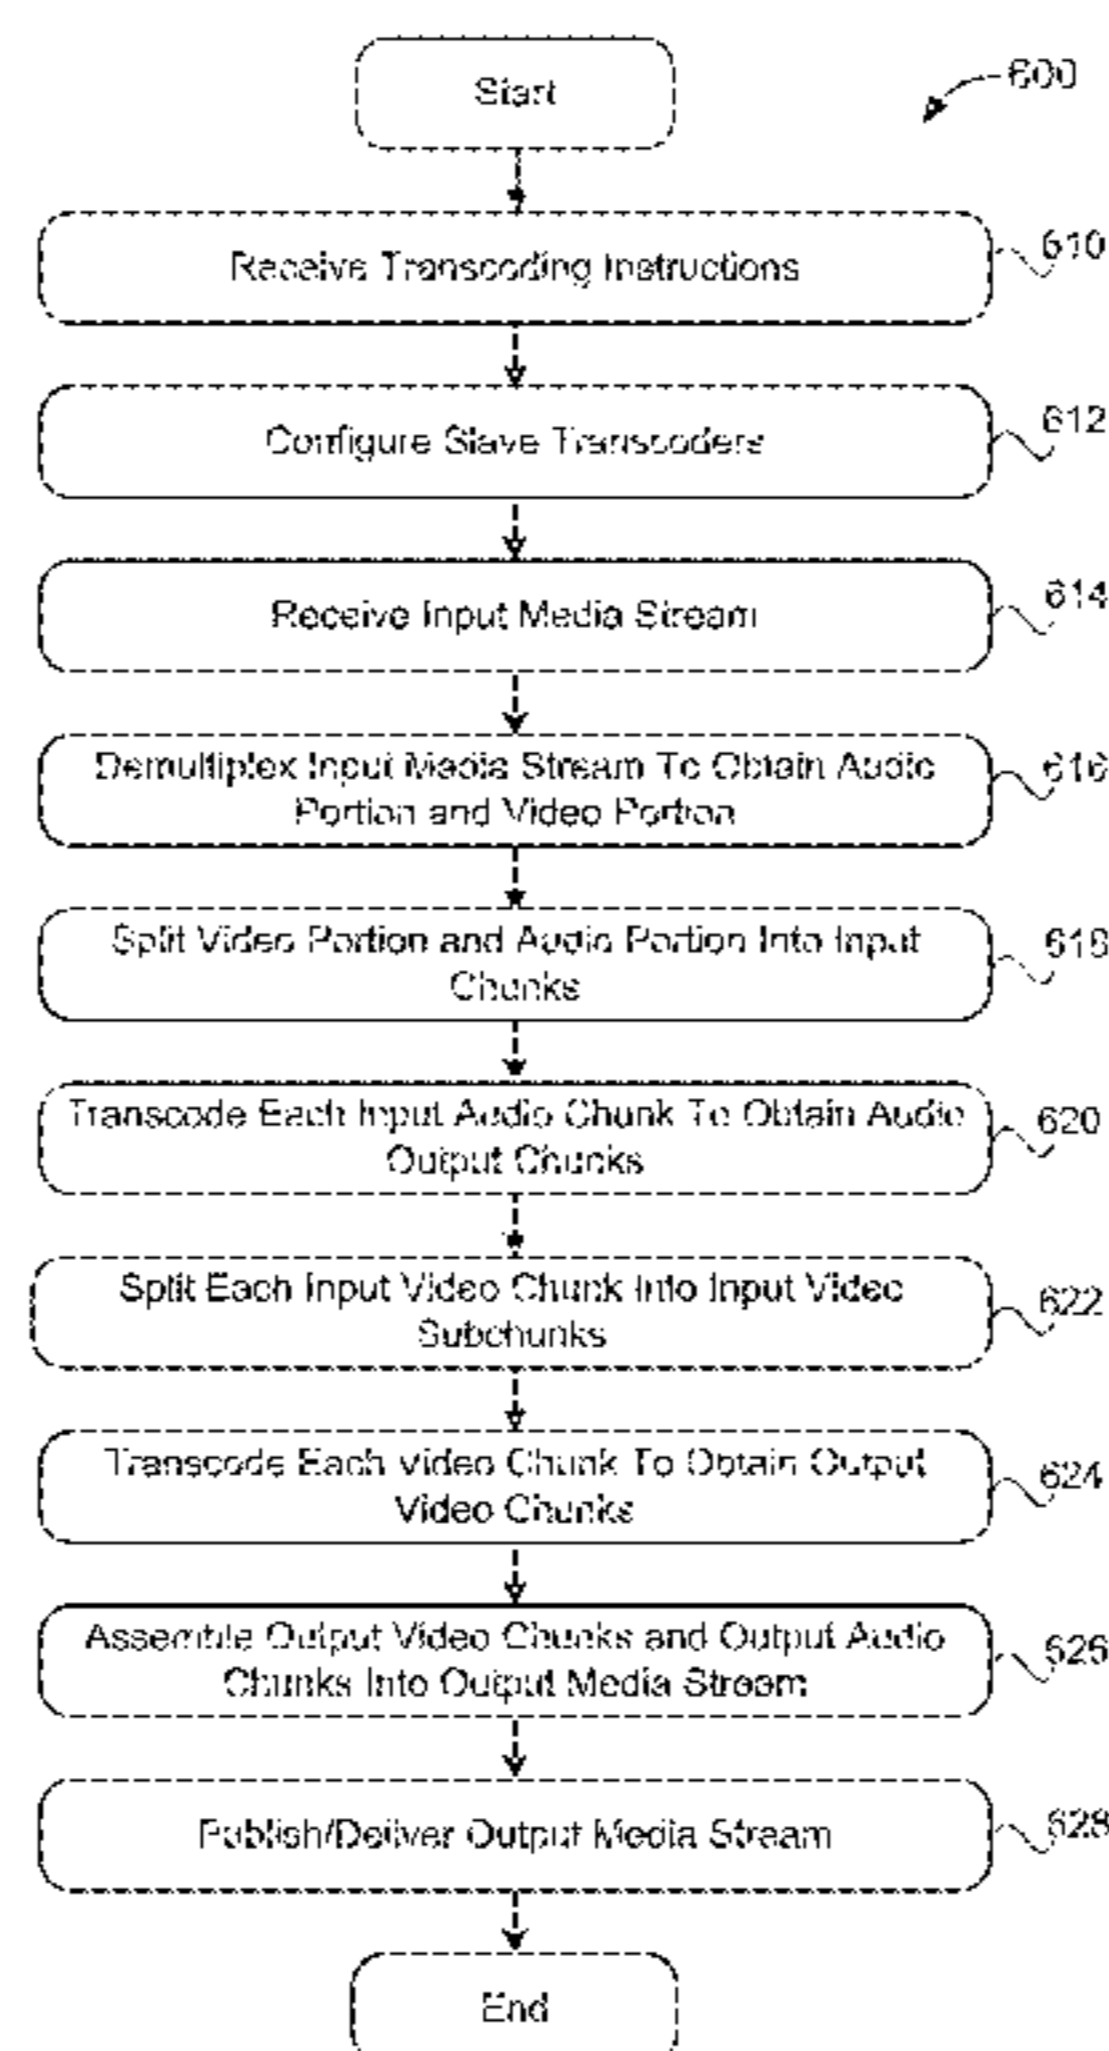 Start
600
Receive Transcoding Instructions
610
Configure Slave Transcoders
612
Receive Input Media Stream
614
Demultiplex Input Media Stream To Obtain Audio
Portion and Video Portion
616
Split Video Portion and Audio Portion Into Input
Chunks
618
Transcode Each Input Audio Chunk To Obtain Audio
Output Chunks
620
Split Each Input Video Chunk Into Input Video
Subchunks
622
Transcode Each Video Chunk To Obtain Output
Video Chunks
624
Assemble Output Video Chunks and Output Audio
Chunks Into Output Media Stream
626
Publish/Deliver Output Media Stream
628
End